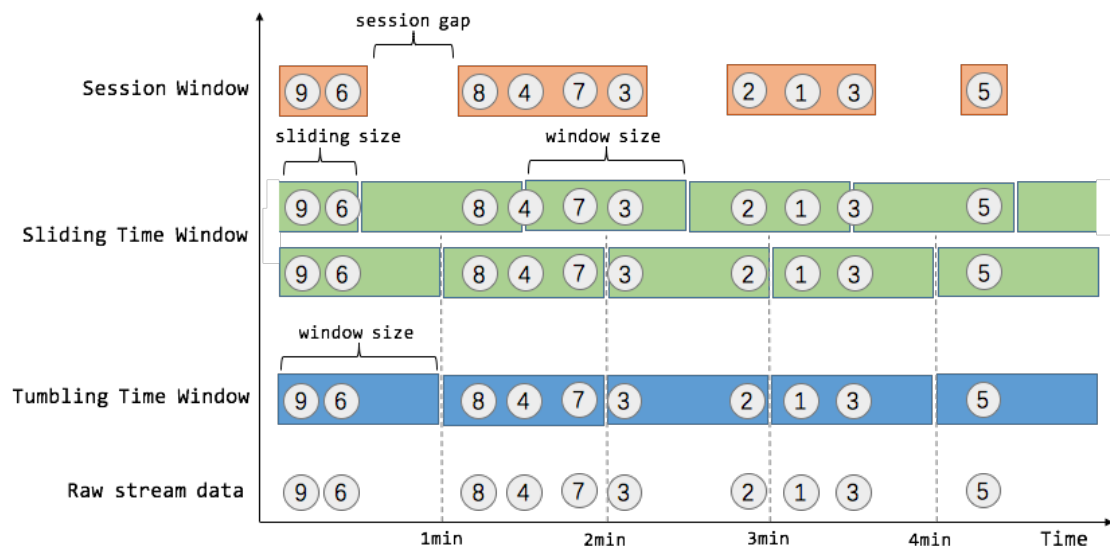 session gap
Session Window
9 6 8 4 7 3 2 1 3 5
sliding size
window size
9 6 8 4 7 3 2 1 3 5
Sliding Time Window
9 6 8 4 7 3 2 1 3 5
window size
Tumbling Time Window
9 6 8 4 7 3 2 1 3 5
Raw stream data
9 6 8 4 7 3 2 1 3 5
1min 2min 3min 4min Time